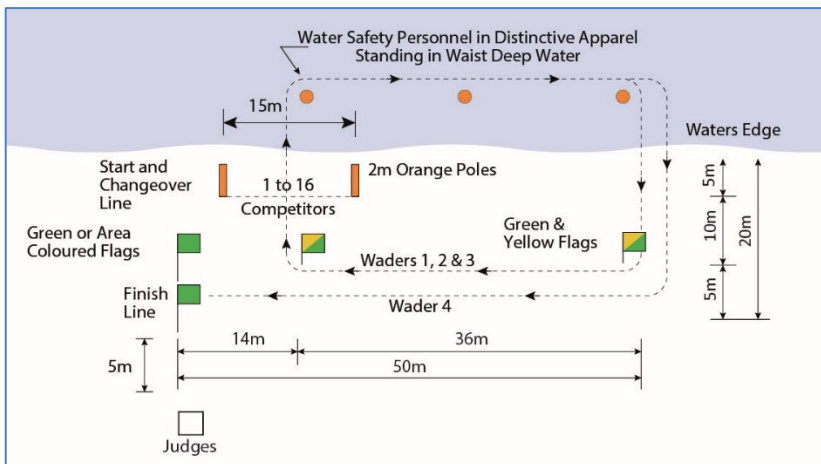 Water Safety Personnel in Distinctive Apparel
Standing in Waist Deep Water
15m
Waters Edge
Start and
Changeover
Line
2m Orange Poles
1 to 16
Competitors
5m
Green or Area
Coloured Flags
Green &
Yellow Flags
10m
20m
Waders 1, 2 & 3
Finish
Line
Wader 4
5m
14m
36m
5m
50m
Judges